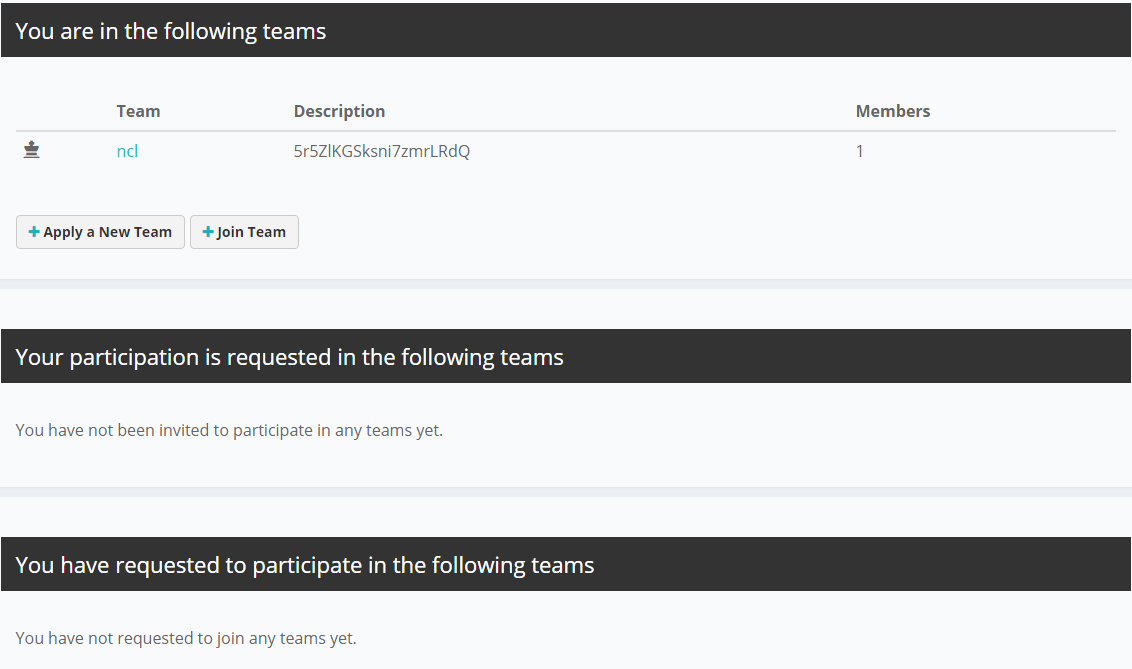 You are in the following teams
Team Description Members
ncl 5r5ZlKGSksni7zmrLRdQ 1
+ Apply a New Team + Join Team
Your participation is requested in the following teams
You have not been invited to participate in any teams yet.
You have requested to participate in the following teams
You have not requested to join any teams yet.